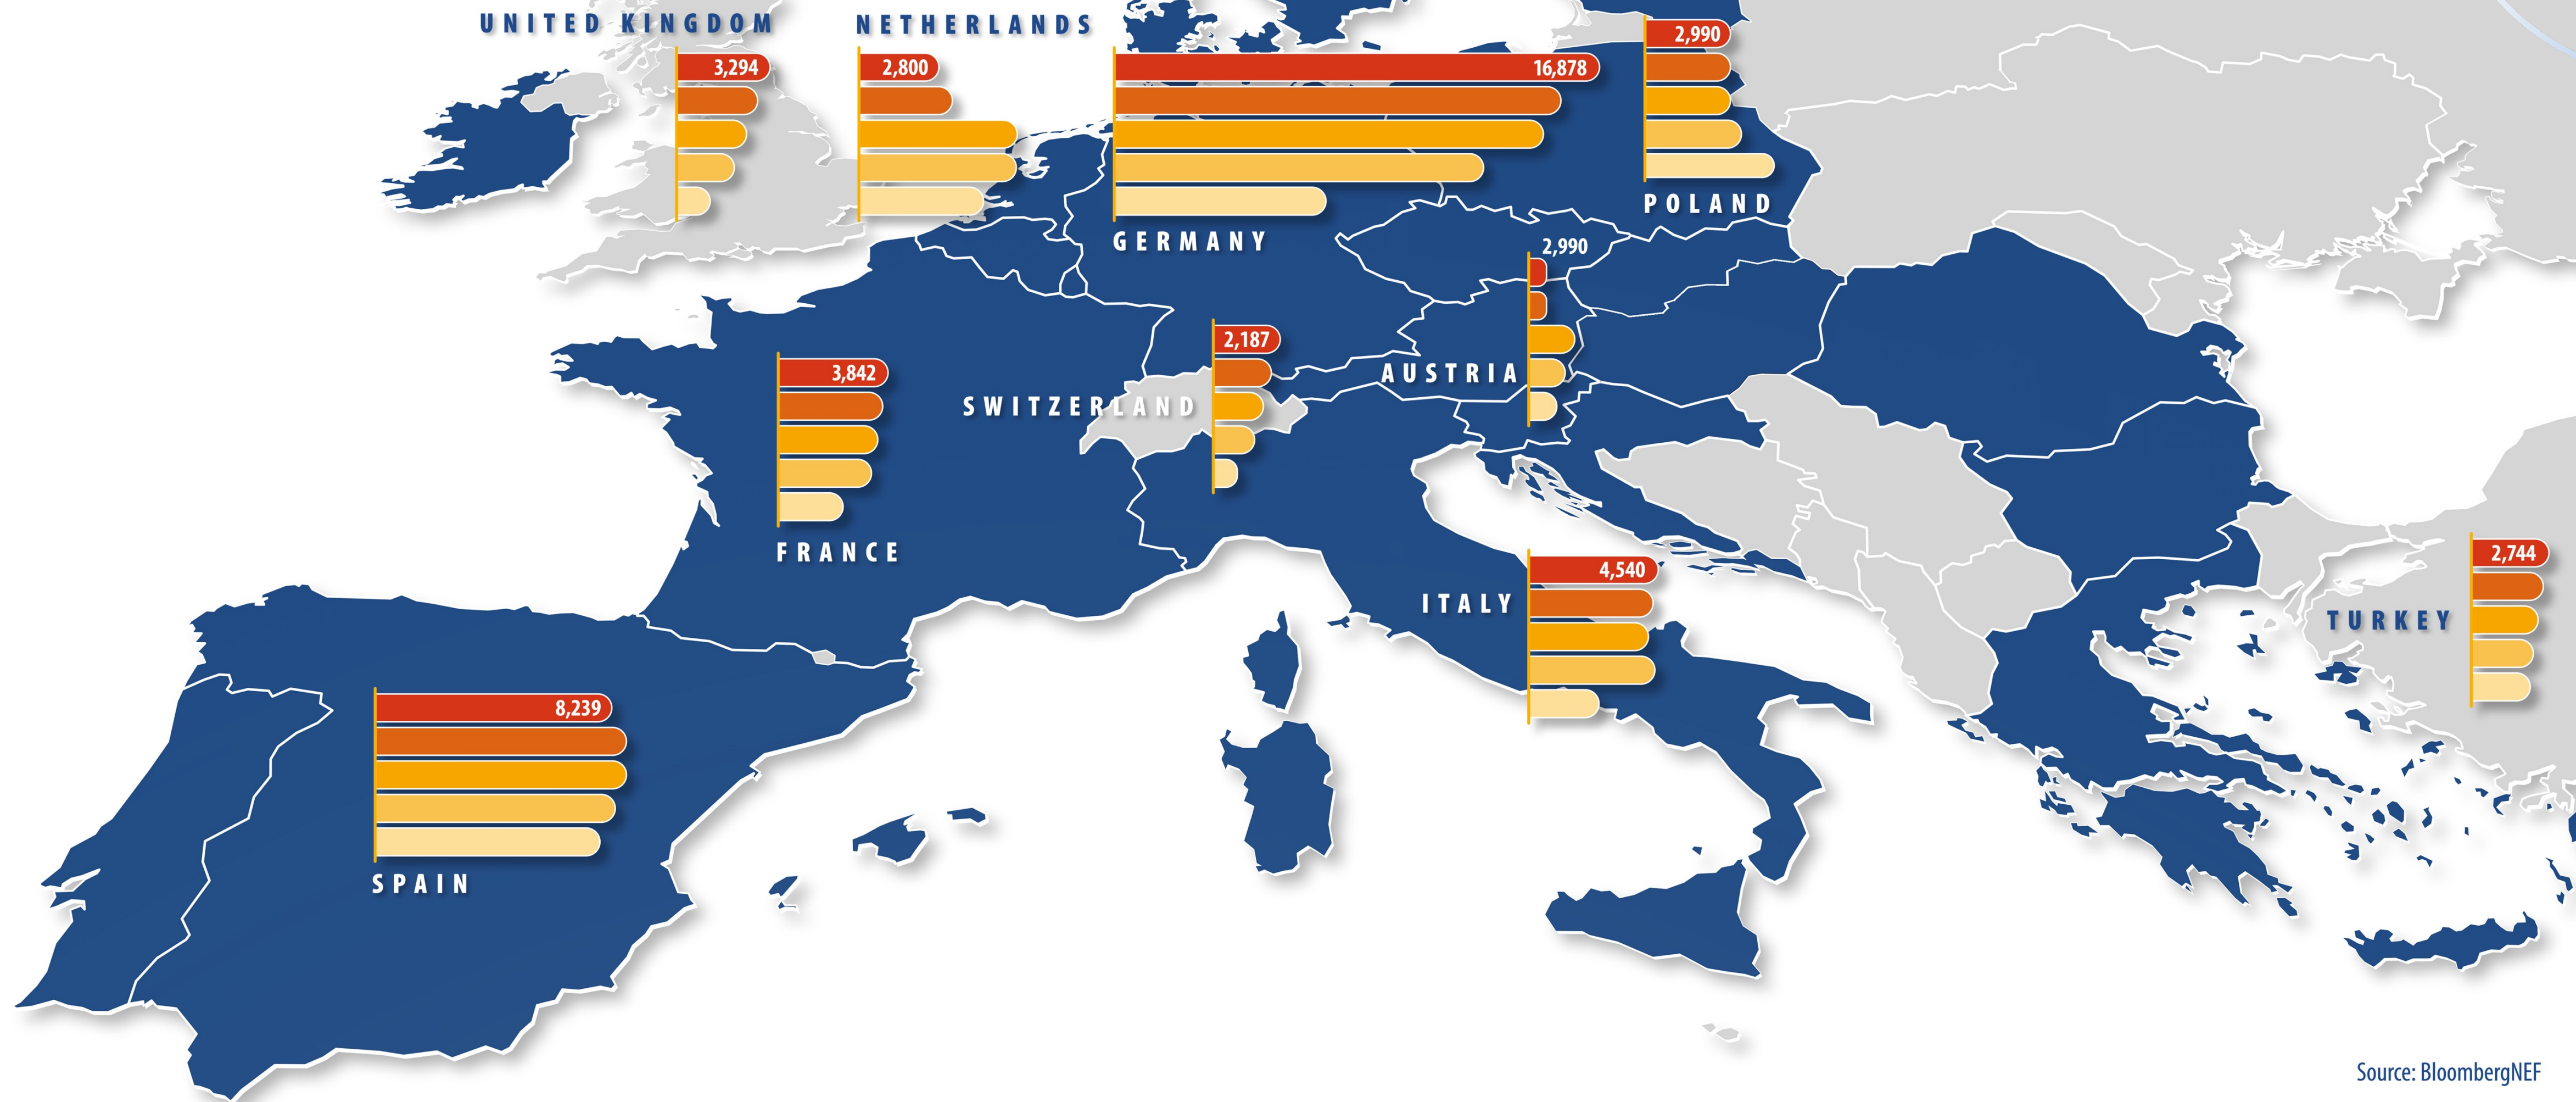 UNITED KINGDOM
3,294
NETHERLANDS
2,800
16,878
GERMANY
2,990
POLAND
2,990
AUSTRIA
2,187
SWITZERLAND
3,842
FRANCE
4,540
ITALY
2,744
TURKEY
8,239
SPAIN
Source: BloombergNEF